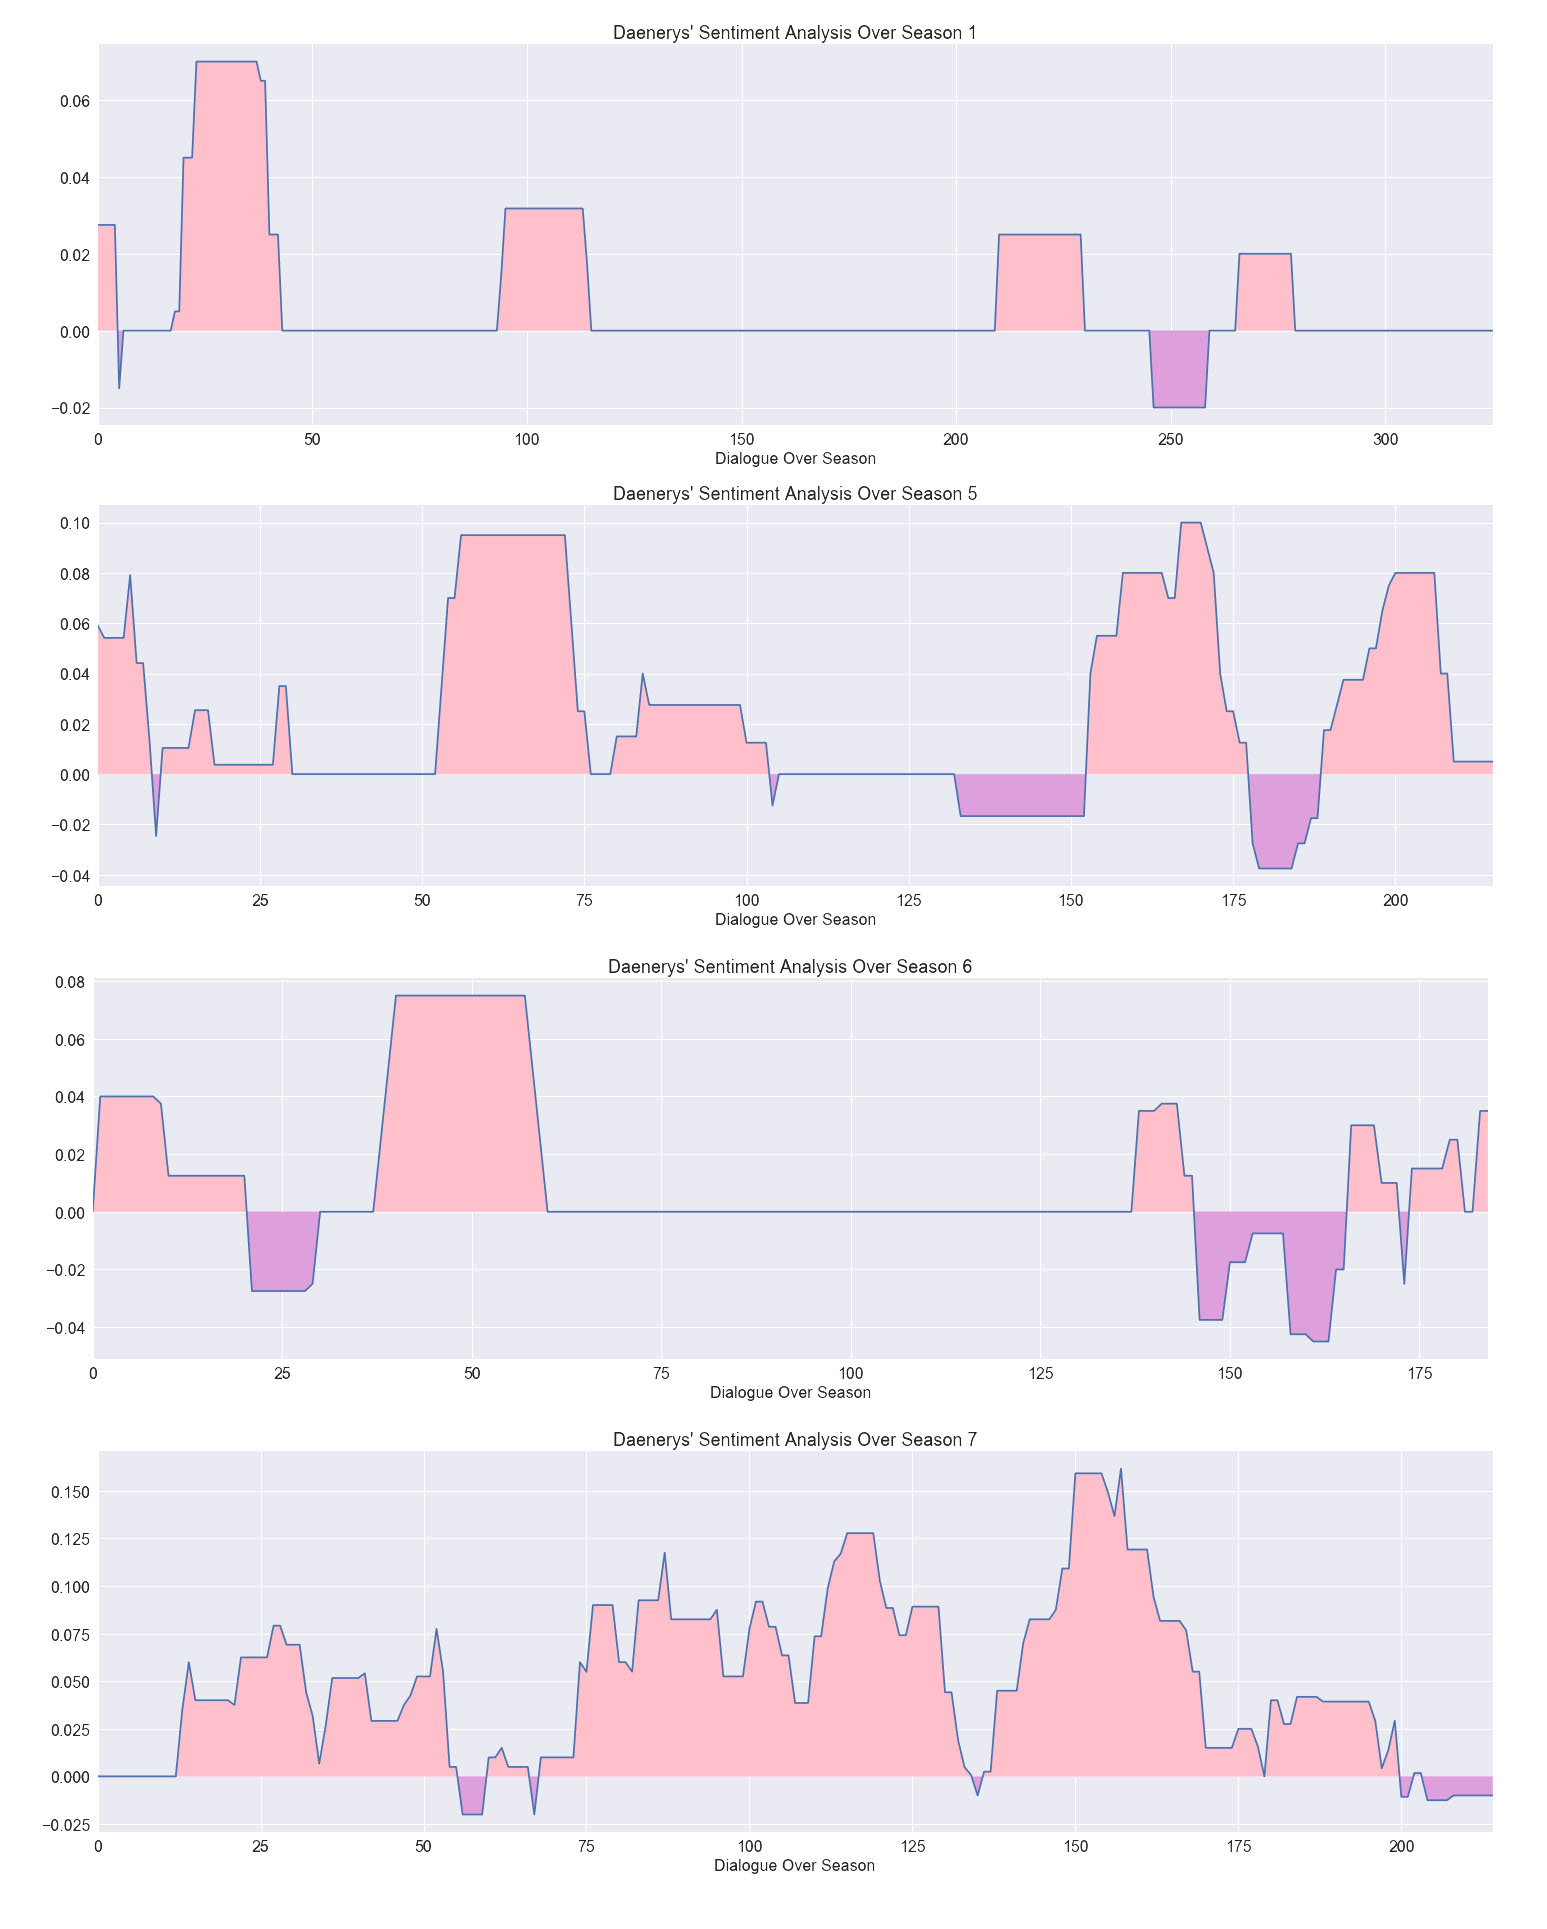 Daenerys' Sentiment Analysis Over Season 1
0.06
0.04
0.02
0.00
−0.02
0 50 100 150 200 250 300
Dialogue Over Season
Daenerys' Sentiment Analysis Over Season 5
0.10
0.08
0.06
0.04
0.02
0.00
−0.02
−0.04
0 25 50 75 100 125 150 175 200
Dialogue Over Season
Daenerys' Sentiment Analysis Over Season 6
0.08
0.06
0.04
0.02
0.00
−0.02
−0.04
0 25 50 75 100 125 150 175
Dialogue Over Season
Daenerys' Sentiment Analysis Over Season 7
0.150
0.125
0.100
0.075
0.050
0.025
0.000
−0.025
0 25 50 75 100 125 150 175 200
Dialogue Over Season